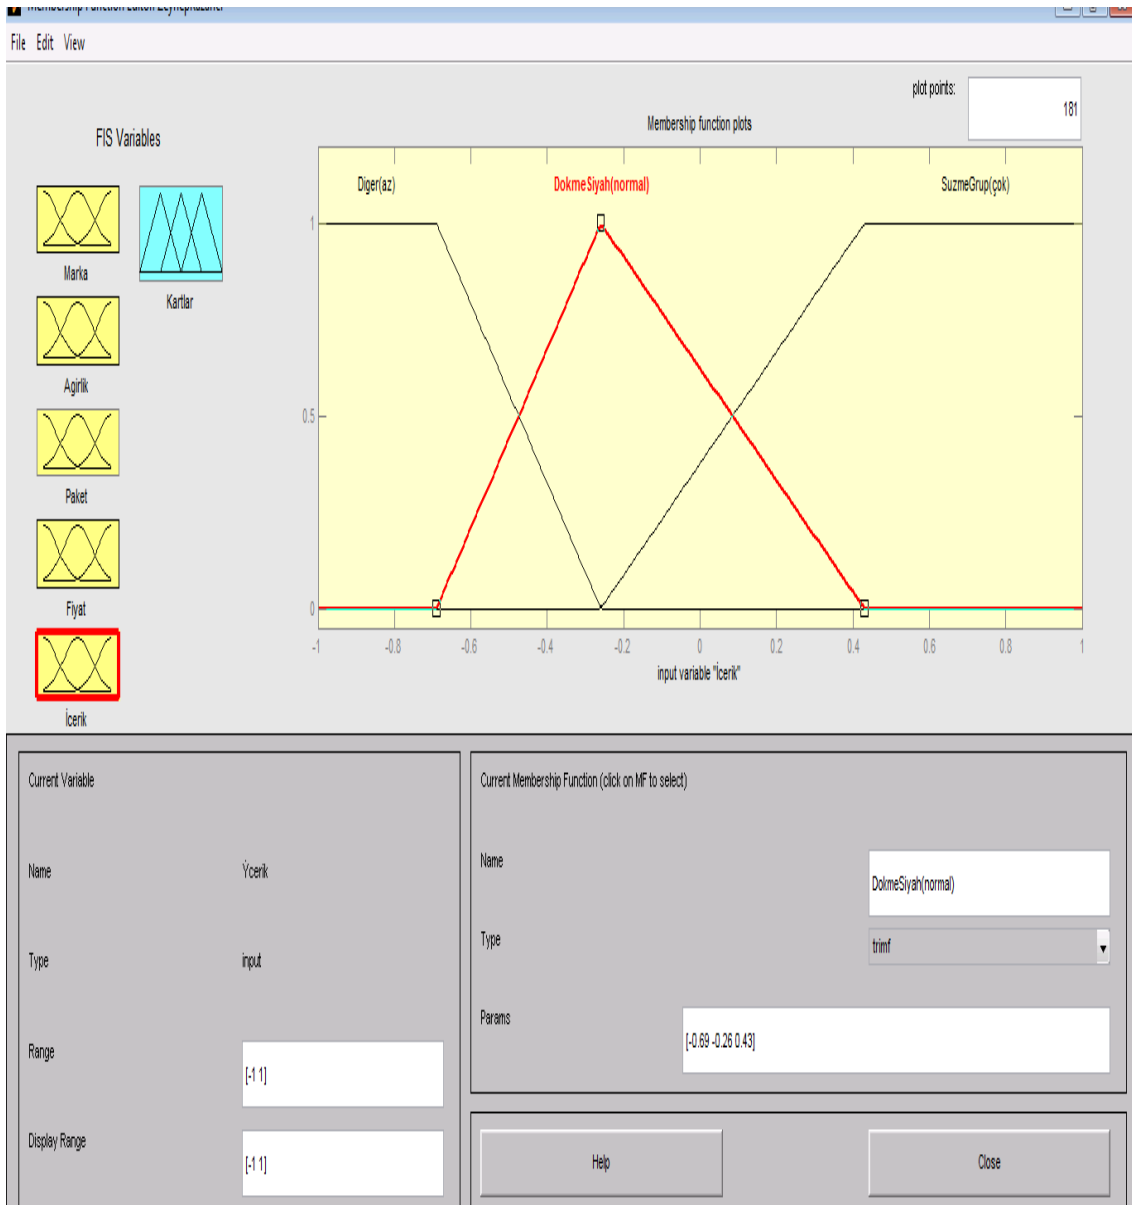 File Edit View
plot points:
181
FIS Variables
Membership function plots
Diger(az)
DokmeSiyah(normal)
SuzmeGrup(çok)
Marka
Kartlar
Agirlik
Paket
Fiyat
İcerik
1
0.5
0
-1 -0.8 -0.6 -0.4 -0.2 0 0.2 0.4 0.6 0.8 1
input variable "İcerik"
Current Variable
Name Ýcerik
Type input
Range [-1 1]
Display Range [-1 1]
Current Membership Function (click on MF to select)
Name DokmeSiyah(normal)
Type trimf
Params [-0.69 -0.26 0.43]
Help Close